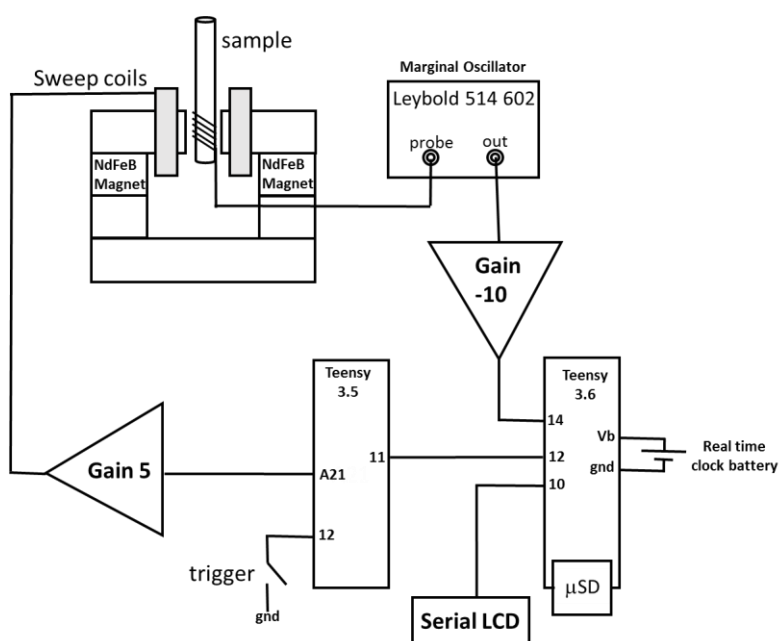 sample
Sweep coils
Marginal Oscillator
Leybold 514 602
probe
out
NdFeB
Magnet
NdFeB
Magnet
Gain
-10
Teensy
3.5
Teensy
3.6
14
Vb
Real time
clock battery
11
12
gnd
Gain 5
A21
10
12
trigger
gnd
μSD
Serial LCD